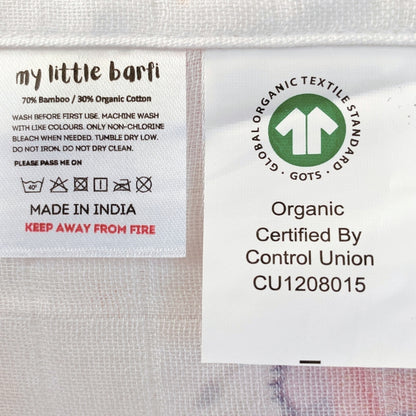 my little barfi
70% Bamboo / 30% Organic Cotton
WASH BEFORE FIRST USE. MACHINE WASH
WITH LIKE COLOURS. ONLY NON-CHLORINE
BLEACH WHEN NEEDED. TUMBLE DRY LOW.
DO NOT IRON. DO NOT DRY CLEAN.
PLEASE PASS ME ON
40°
MADE IN INDIA
KEEP AWAY FROM FIRE
GLOBAL ORGANIC TEXTILE STANDARD
· GOTS ·
Organic
Certified By
Control Union
CU1208015